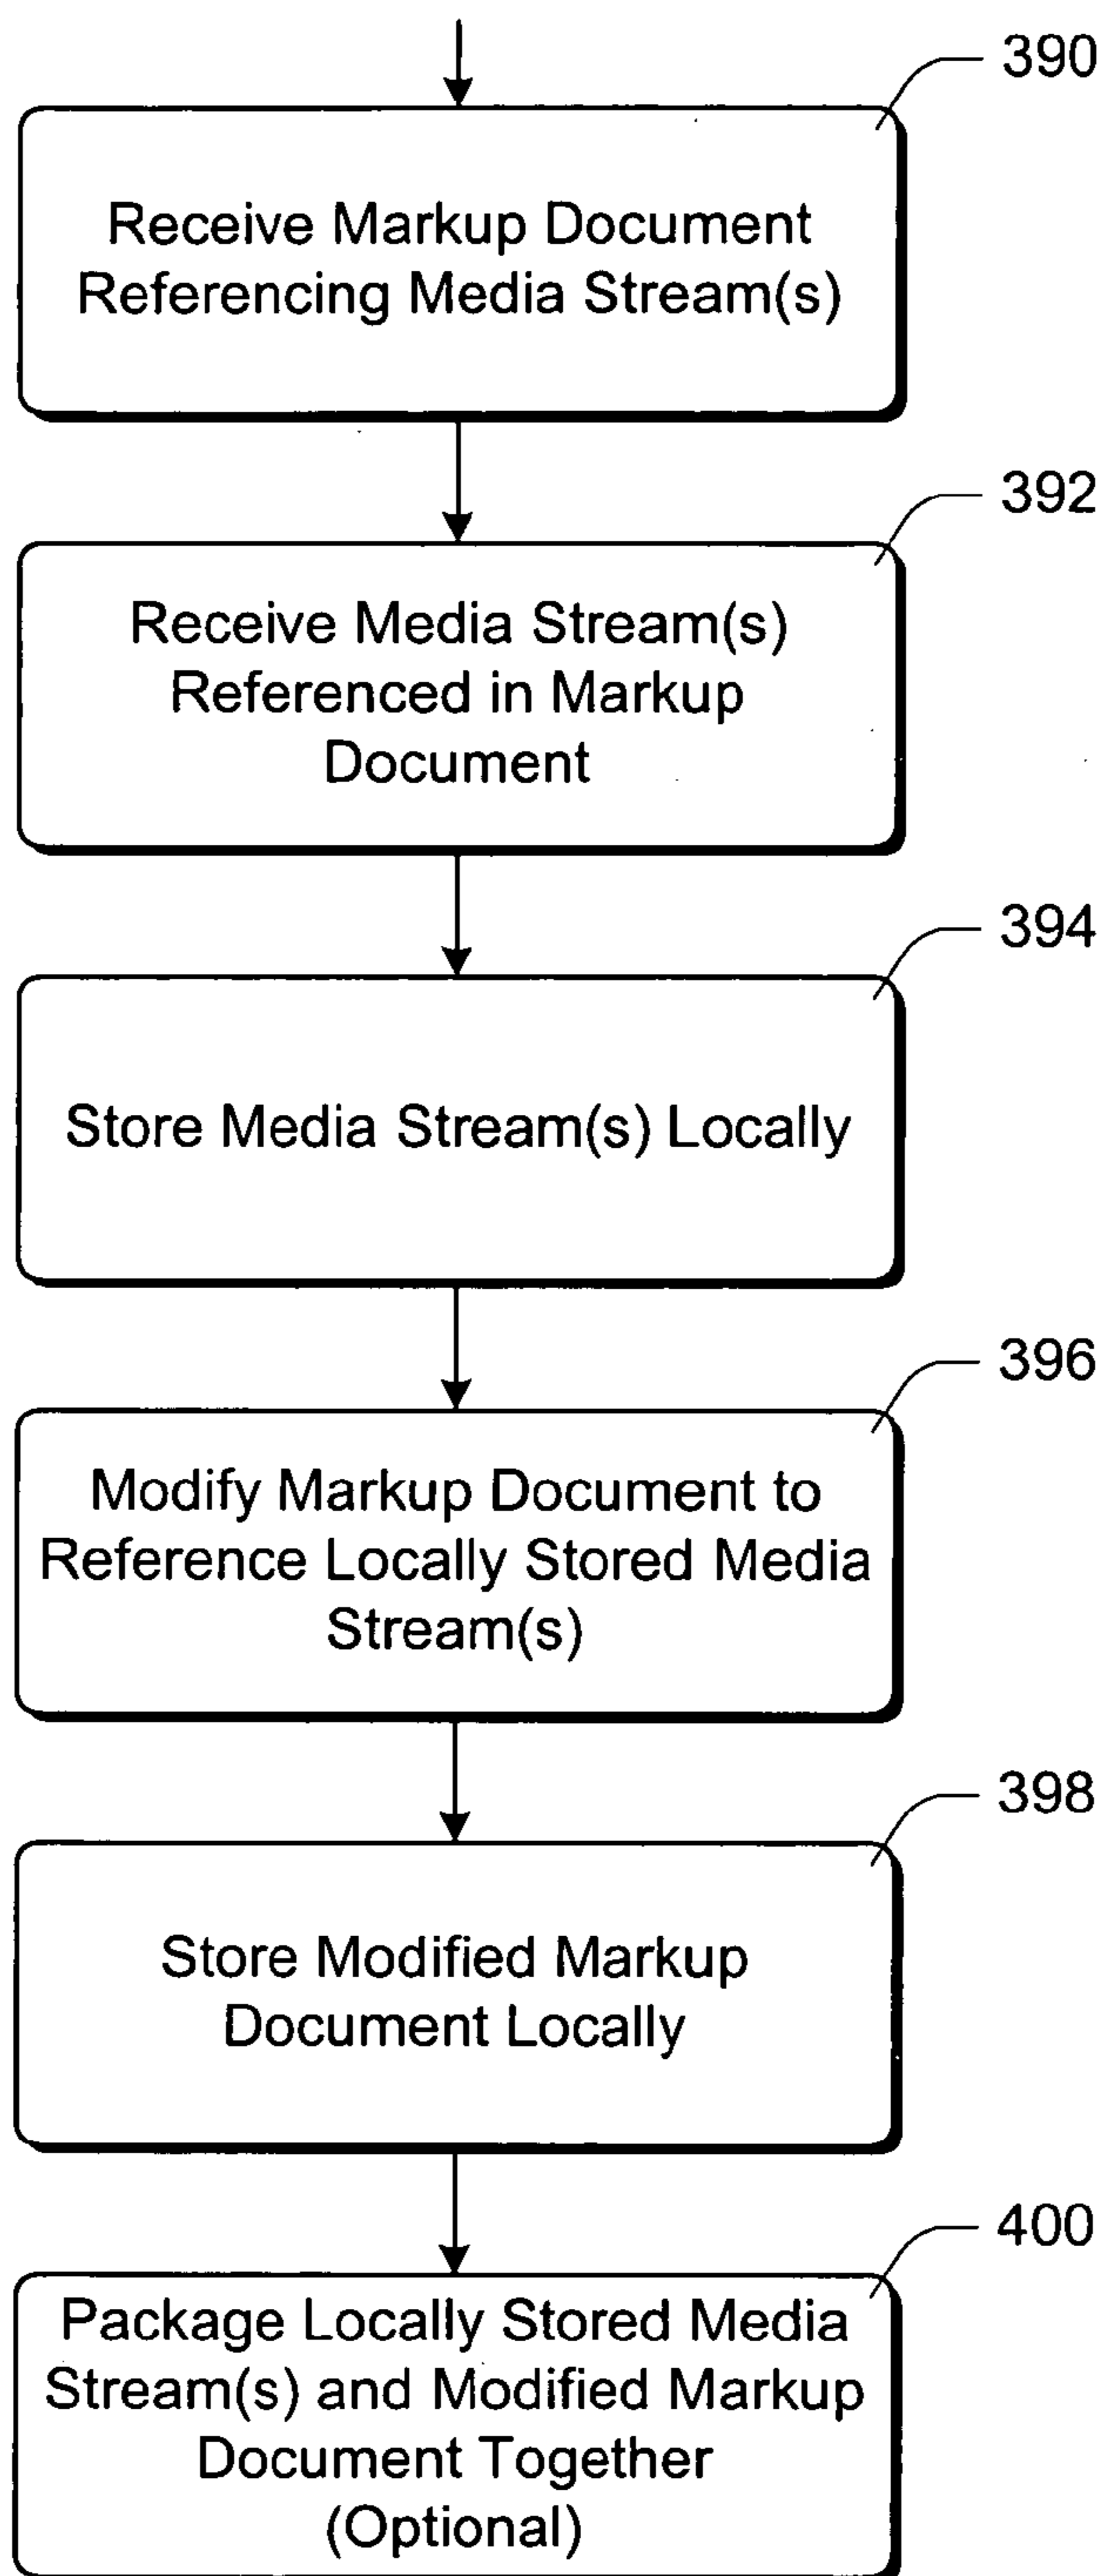 390
Receive Markup Document
Referencing Media Stream(s)
392
Receive Media Stream(s)
Referenced in Markup
Document
394
Store Media Stream(s) Locally
396
Modify Markup Document to
Reference Locally Stored Media
Stream(s)
398
Store Modified Markup
Document Locally
400
Package Locally Stored Media
Stream(s) and Modified Markup
Document Together
(Optional)